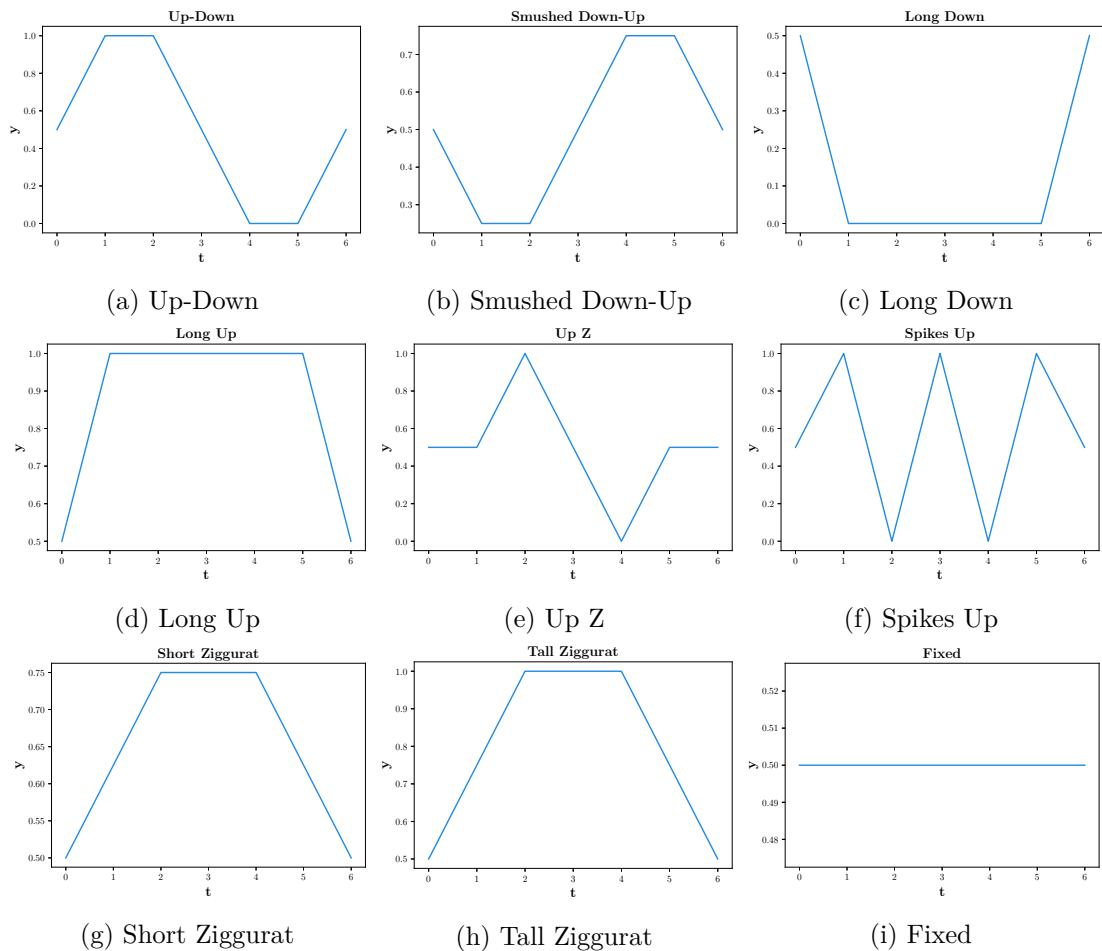 Up-Down
1.0
0.8
0.6
0.4
0.2
0.0
y
0 1 2 3 4 5 6
t
(a) Up-Down
Smushed Down-Up
0.7
0.6
0.5
0.4
0.3
y
0 1 2 3 4 5 6
t
(b) Smushed Down-Up
Long Down
0.5
0.4
0.3
0.2
0.1
0.0
y
0 1 2 3 4 5 6
t
(c) Long Down
Long Up
1.0
0.9
0.8
0.7
0.6
0.5
y
0 1 2 3 4 5 6
t
(d) Long Up
Up Z
1.0
0.8
0.6
0.4
0.2
0.0
y
0 1 2 3 4 5 6
t
(e) Up Z
Spikes Up
1.0
0.8
0.6
0.4
0.2
0.0
y
0 1 2 3 4 5 6
t
(f) Spikes Up
Short Ziggurat
0.75
0.70
0.65
0.60
0.55
0.50
y
0 1 2 3 4 5 6
t
(g) Short Ziggurat
Tall Ziggurat
1.0
0.9
0.8
0.7
0.6
0.5
y
0 1 2 3 4 5 6
t
(h) Tall Ziggurat
Fixed
0.52
0.51
0.50
0.49
0.48
y
0 1 2 3 4 5 6
t
(i) Fixed